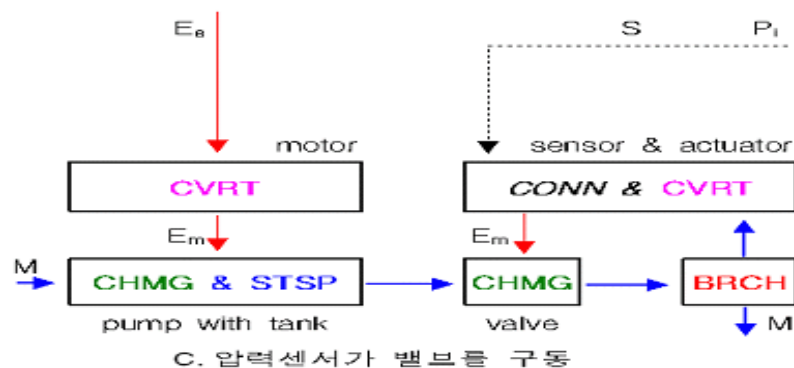 Ee S Pi
motor sensor & actuator
CVRT CONN & CVRT
Em Em
M CHMG & STSP CHMG BRCH
pump with tank valve M
C. 압력센서가 밸브를 구동